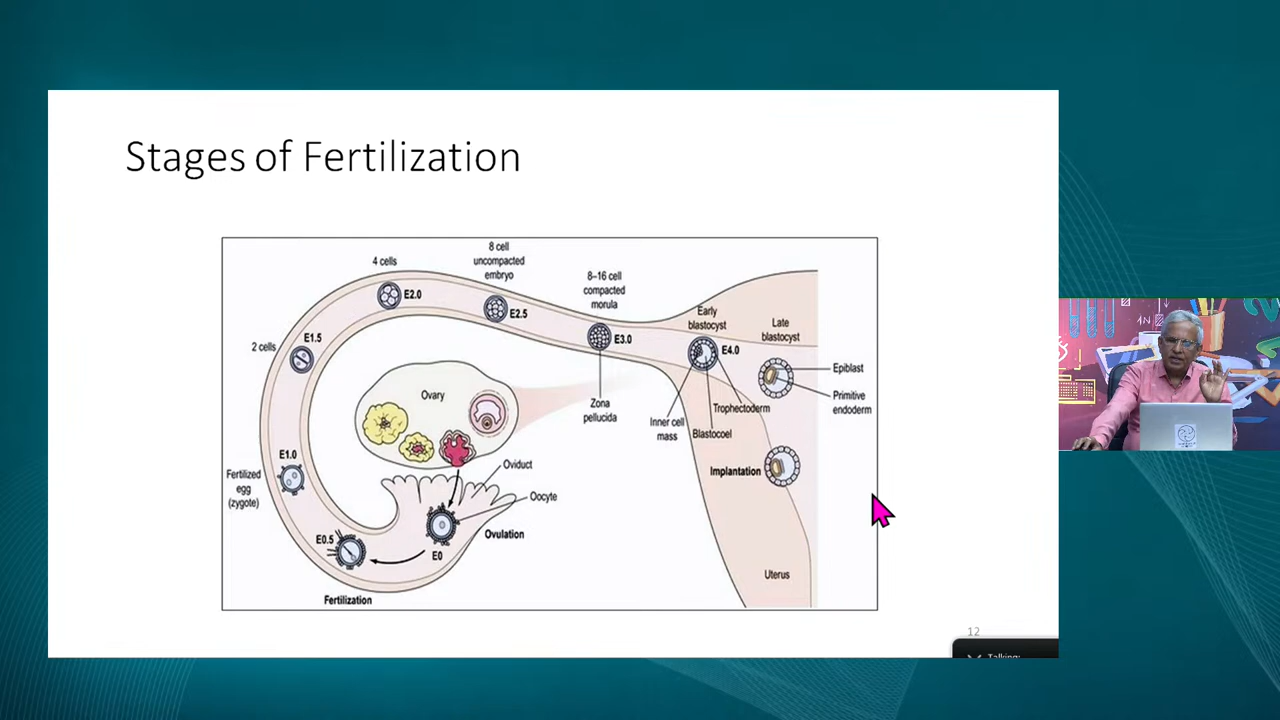 Stages of Fertilization
8 cell
uncompacted
embryo
4 cells
8–16 cell
compacted
morula
E2.0
E2.5
E3.0
2 cells
E1.5
Early
blastocyst
E4.0
Late
blastocyst
Epiblast
Primitive
endoderm
Ovary
Zona
pellucida
Inner cell
mass
Trophectoderm
Blastocoel
Implantation
E1.0
Fertilized
egg
(zygote)
Oviduct
Oocyte
Ovulation
E0.5
E0
Fertilization
Uterus
12
Talking: